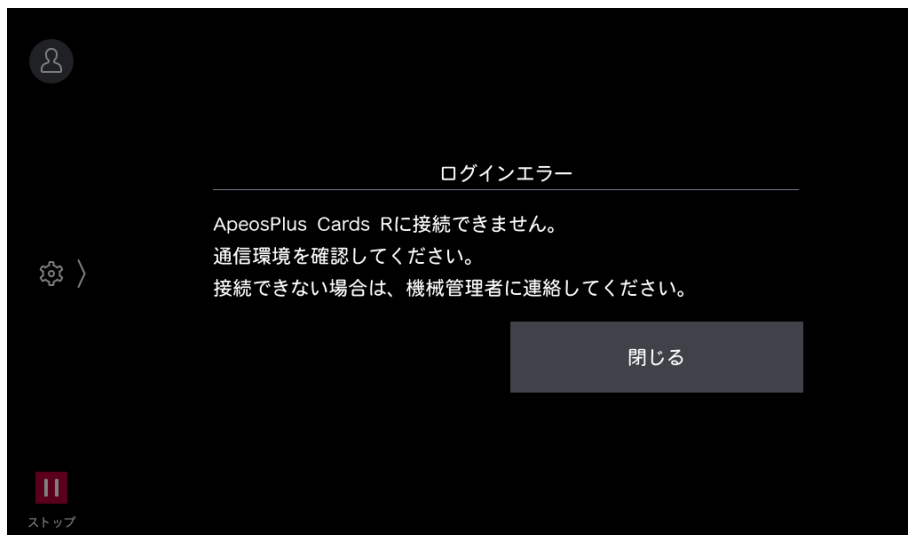 ログインエラー
ApeosPlus Cards Rに接続できません。
通信環境を確認してください。
接続できない場合は、機械管理者に連絡してください。
閉じる
ストップ